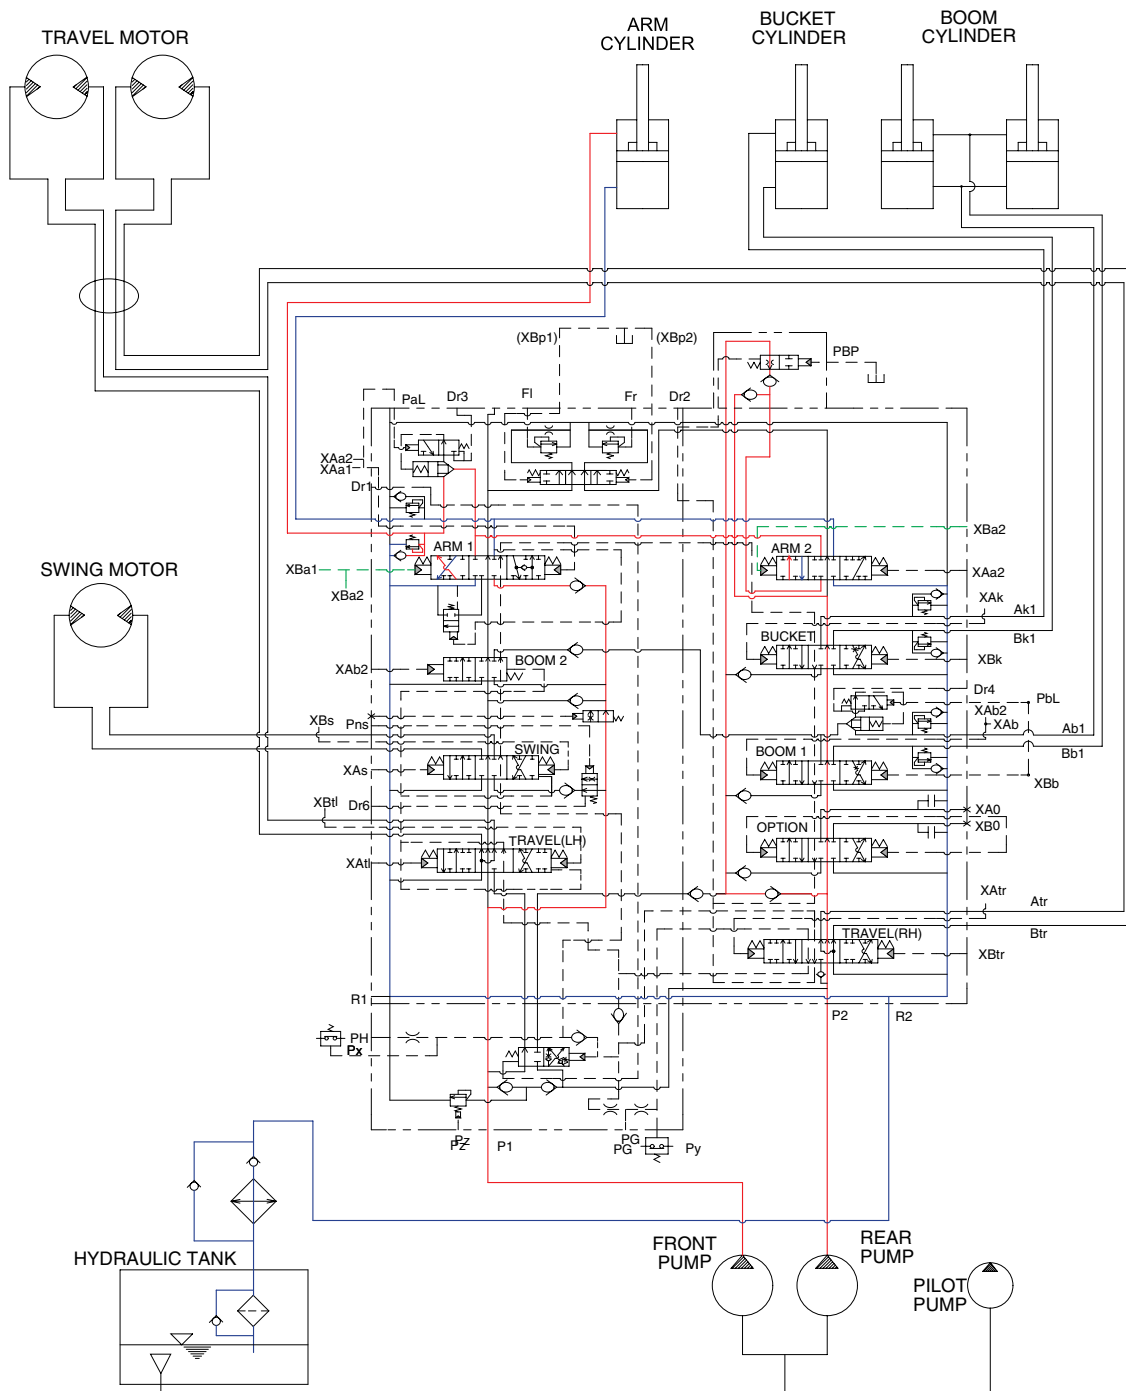 TRAVEL MOTOR
ARM
CYLINDER
BUCKET
CYLINDER
BOOM
CYLINDER
(XBp1)
(XBp2)
PBP
PaL
Dr3
Fl
Fr
Dr2
XAa2
XAa1
Dr1
ARM 1
ARM 2
XBa2
XBa1
XBa2
XAa2
SWING MOTOR
XAk
Ak1
BUCKET
Bk1
XAb2
BOOM 2
XBk
Dr4
PbL
XAb2
XBs
Pns
XAb
Ab1
SWING
BOOM 1
Bb1
XAs
XBb
XBtl
Dr6
XA0
XB0
OPTION
TRAVEL(LH)
XAtl
XAtr
Atr
TRAVEL(RH)
Btr
XBtr
R1
P2
R2
PH
Px
Pz
P1
PG
PG
Py
FRONT
PUMP
REAR
PUMP
HYDRAULIC TANK
PILOT
PUMP